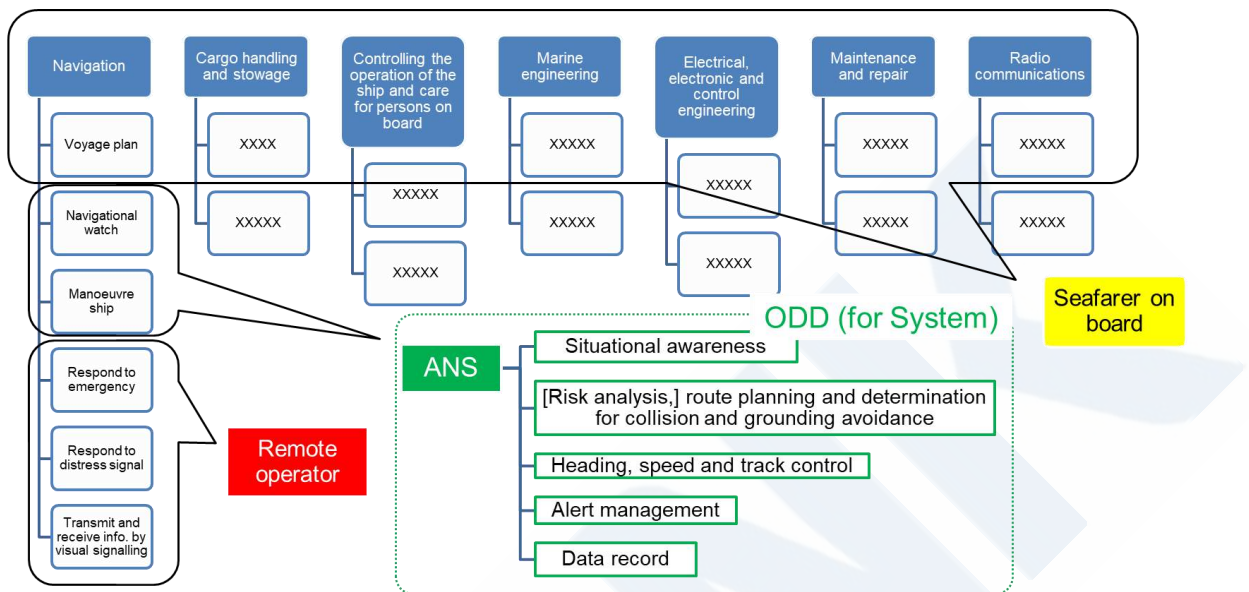 Navigation
Voyage plan
Navigational
watch
Manoeuvre
ship
Respond to
emergency
Respond to
distress signal
Transmit and
receive info. by
visual signalling
Cargo handling
and stowage
XXXX
XXXXX
Controlling the
operation of the
ship and care
for persons on
board
XXXXX
XXXXX
Marine
engineering
XXXXX
XXXXX
Electrical,
electronic and
control
engineering
XXXXX
XXXXX
Maintenance
and repair
XXXXX
XXXXX
Radio
communications
XXXXX
XXXXX
Seafarer on
board
Remote
operator
ODD (for System)
ANS
Situational awareness
[Risk analysis,] route planning and determination
for collision and grounding avoidance
Heading, speed and track control
Alert management
Data record